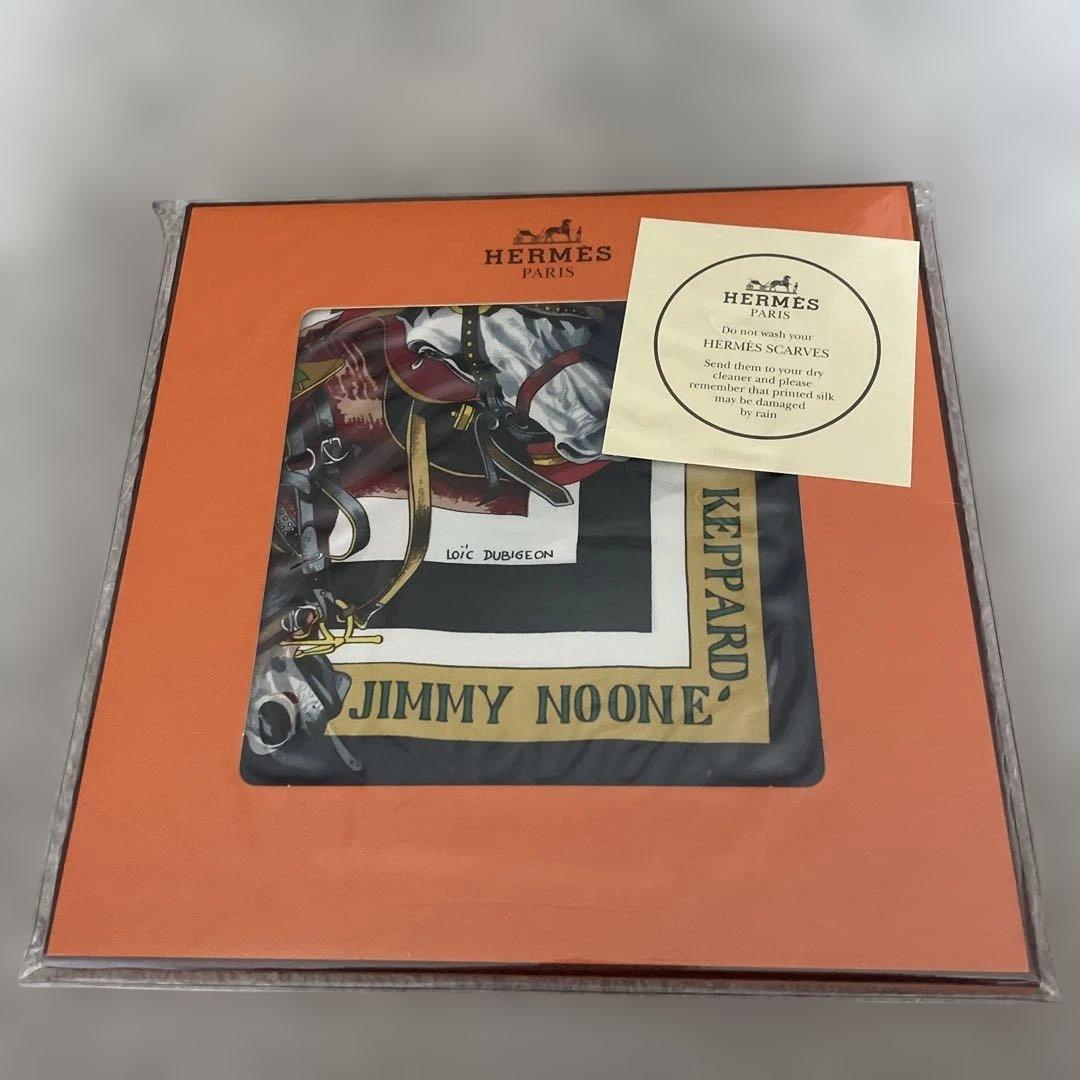 HERMÈS
PARIS
HERMÈS
PARIS
Do not wash your
HERMÈS SCARVES
Send them to your dry
cleaner and please
remember that printed silk
may be damaged
by rain
LOÏC DUBIGEON
KEPPARD
JIMMY NOONE'